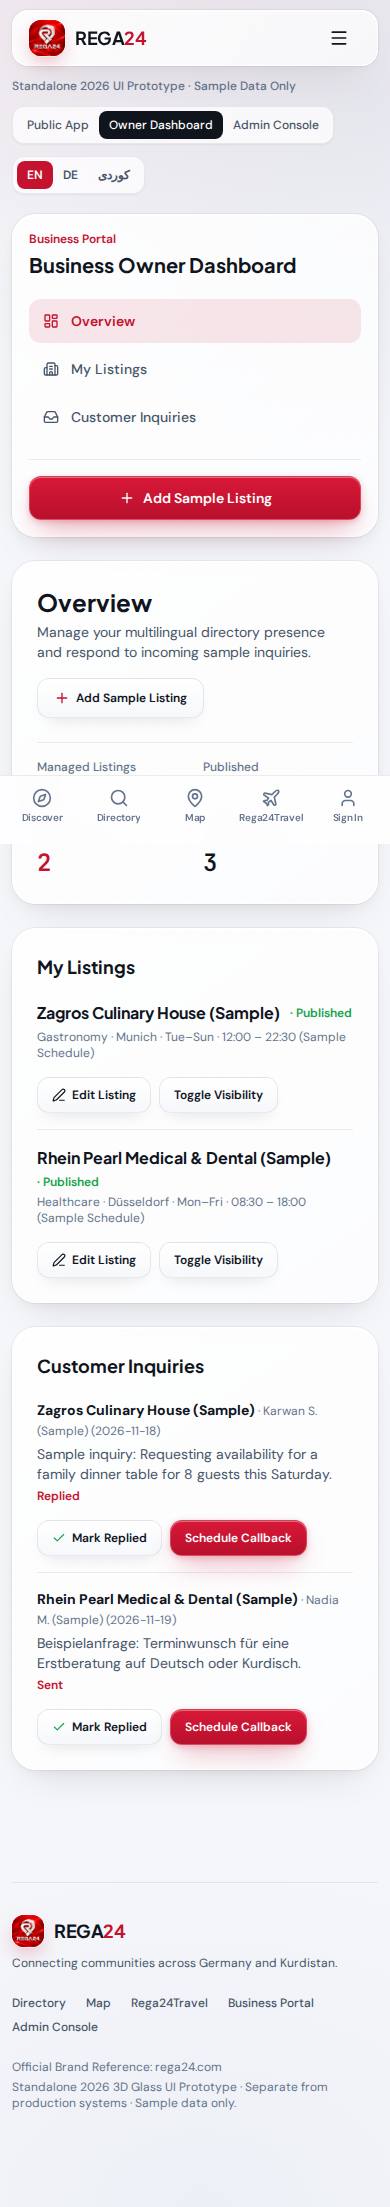 REGA24
Standalone 2026 UI Prototype · Sample Data Only
Public App Owner Dashboard Admin Console
EN DE کوردی
Business Portal
Business Owner Dashboard
Overview
My Listings
Customer Inquiries
+ Add Sample Listing
Overview
Manage your multilingual directory presence
and respond to incoming sample inquiries.
+ Add Sample Listing
Managed Listings Published
Discover Directory Map Rega24Travel Sign In
2 3
My Listings
Zagros Culinary House (Sample) · Published
Gastronomy · Munich · Tue–Sun · 12:00 – 22:30 (Sample
Schedule)
Edit Listing Toggle Visibility
Rhein Pearl Medical & Dental (Sample)
· Published
Healthcare · Düsseldorf · Mon–Fri · 08:30 – 18:00
(Sample Schedule)
Edit Listing Toggle Visibility
Customer Inquiries
Zagros Culinary House (Sample) · Karwan S.
(Sample) (2026-11-18)
Sample inquiry: Requesting availability for a
family dinner table for 8 guests this Saturday.
Replied
Mark Replied Schedule Callback
Rhein Pearl Medical & Dental (Sample) · Nadia
M. (Sample) (2026-11-19)
Beispielanfrage: Terminwunsch für eine
Erstberatung auf Deutsch oder Kurdisch.
Sent
Mark Replied Schedule Callback
REGA24
REGA24
Connecting communities across Germany and Kurdistan.
Directory Map Rega24Travel Business Portal
Admin Console
Official Brand Reference: rega24.com
Standalone 2026 3D Glass UI Prototype · Separate from
production systems · Sample data only.